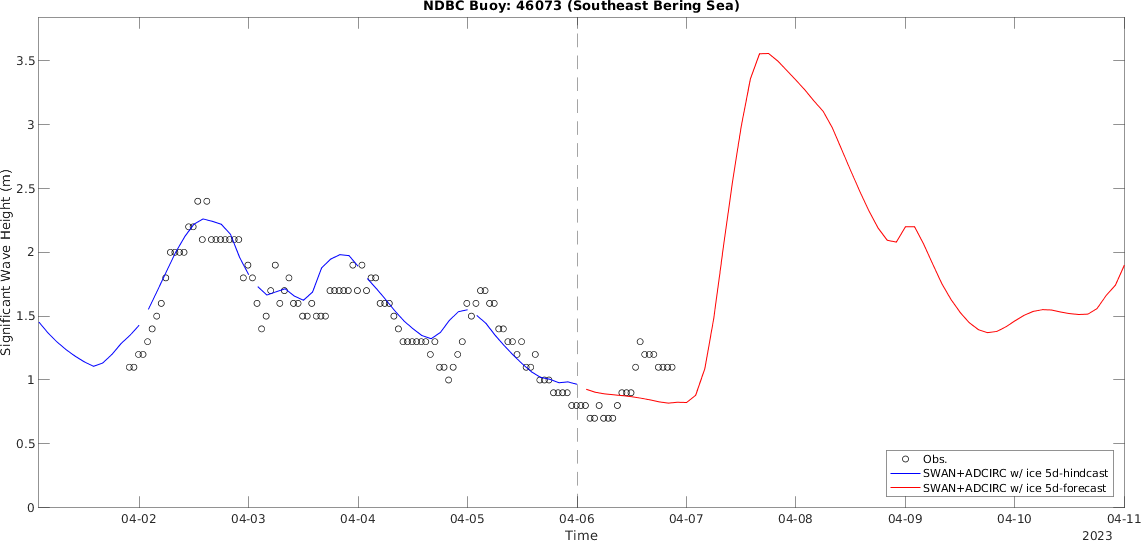 NDBC Buoy: 46073 (Southeast Bering Sea)
Significant Wave Height (m)
3.5
3
2.5
2
1.5
1
0.5
0
Obs.
SWAN+ADCIRC w/ ice 5d-hindcast
SWAN+ADCIRC w/ ice 5d-forecast
04-02 04-03 04-04 04-05 04-06 04-07 04-08 04-09 04-10 04-11
Time
2023